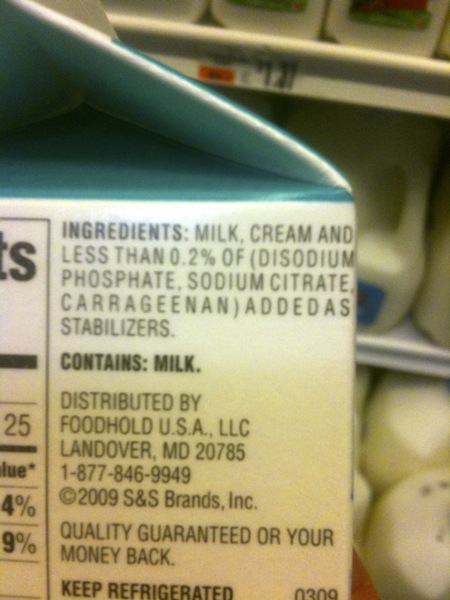 INGREDIENTS: MILK, CREAM AND
LESS THAN 0.2% OF (DISODIUM
PHOSPHATE, SODIUM CITRATE,
CARRAGEENAN) ADDED AS
STABILIZERS.
CONTAINS: MILK.
DISTRIBUTED BY
FOODHOLD U.S.A., LLC
LANDOVER, MD 20785
1-877-846-9949
©2009 S&S Brands, Inc.
QUALITY GUARANTEED OR YOUR
MONEY BACK.
KEEP REFRIGERATED 0309
ts
25
alue*
4%
9%